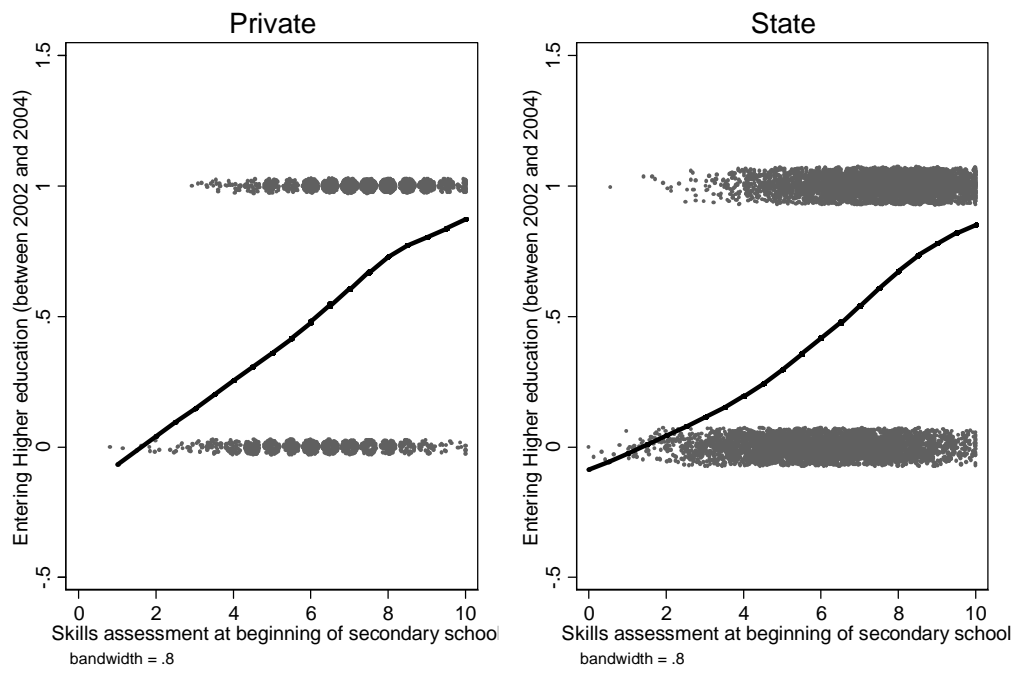 Private
Entering Higher education (between 2002 and 2004)
1.5
1
.5
0
-.5
0 2 4 6 8 10
Skills assessment at beginning of secondary school
bandwidth = .8
State
Entering Higher education (between 2002 and 2004)
1.5
1
.5
0
-.5
0 2 4 6 8 10
Skills assessment at beginning of secondary school
bandwidth = .8